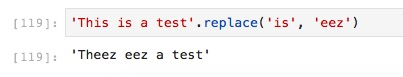 [119]: 'This is a test'.replace('is', 'eez')
[119]: 'Theez eez a test'